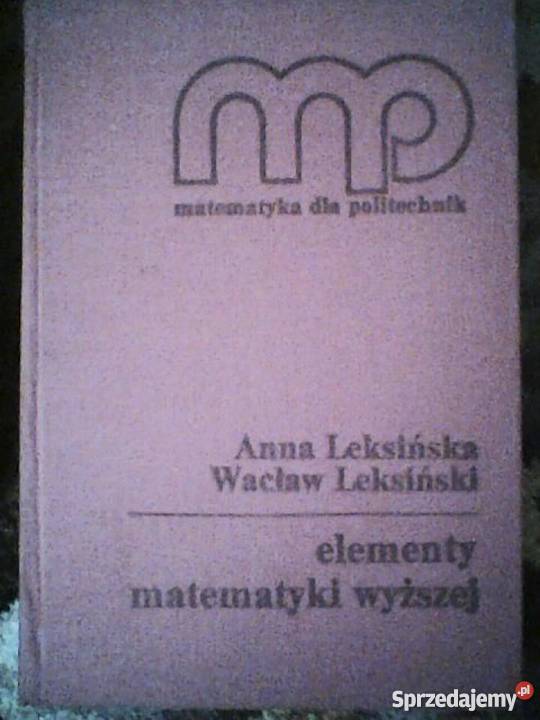 mp
matematyka dla politechnik
Anna Leksińska
Wacław Leksiński
elementy
matematyki wyższej
Sprzedajemy.pl